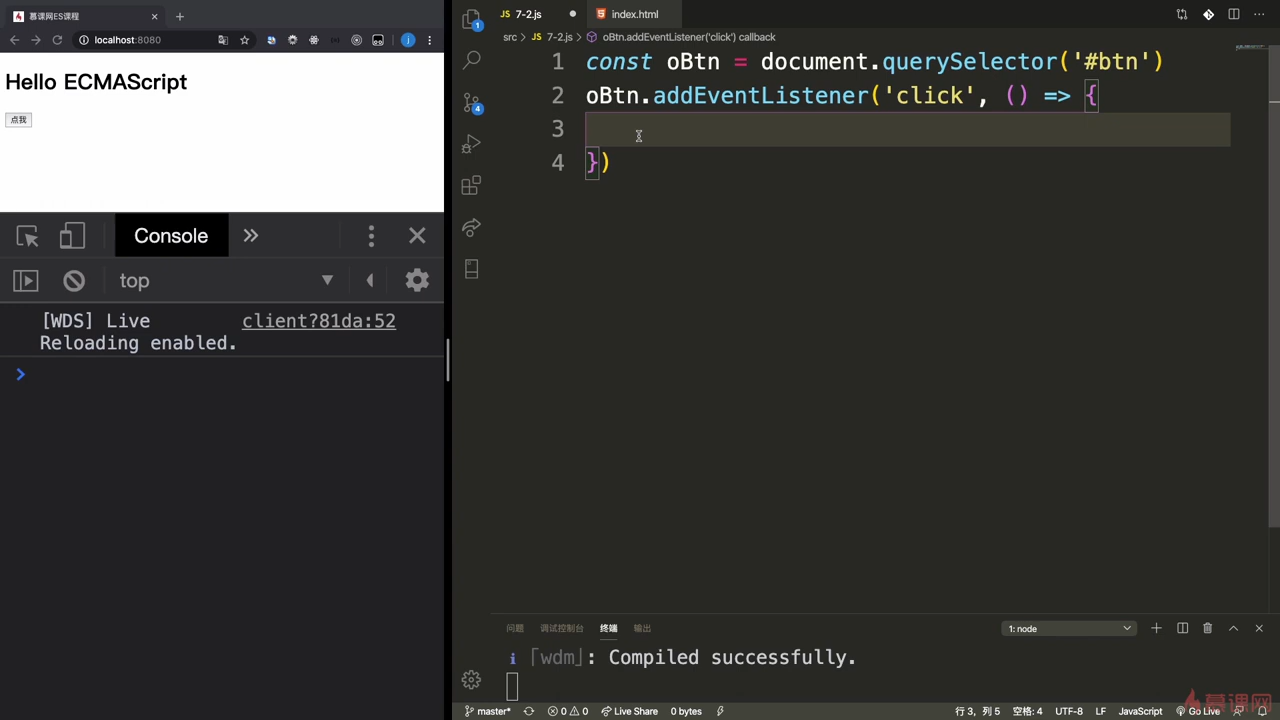 慕课网ES课程
localhost:8080
Hello ECMAScript
点我
Console
top
[WDS] Live client?81da:52
Reloading enabled.
7-2.js
index.html
src > 7-2.js > oBtn.addEventListener('click') callback
1 const oBtn = document.querySelector('#btn')
2 oBtn.addEventListener('click', () => {
3
4 })
问题 调试控制台 终端 输出
1: node
i ｢wdm｣: Compiled successfully.
master* 0 0 Live Share 0 bytes
行 3, 列 5 空格: 4 UTF-8 LF JavaScript Go Live
慕课网